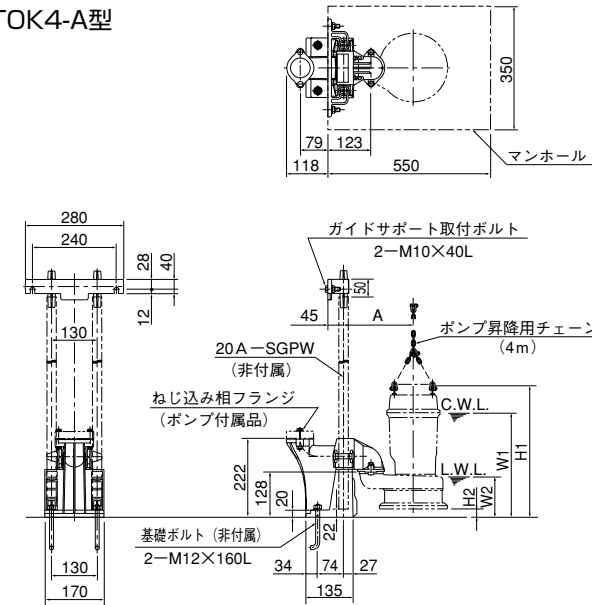 TOK4-A型
350
79
123
118
550
マンホール
280
240
28
40
12
130
ガイドサポート取付ボルト
2−M10×40L
50
45
A
ポンプ昇降用チェーン
(4m)
20A−SGPW
(非付属)
ねじ込み相フランジ
(ポンプ付属品)
C.W.L.
L.W.L.
H1
W1
H2
W2
222
128
20
22
基礎ボルト(非付属)
2−M12×160L
34
74
27
135
130
170